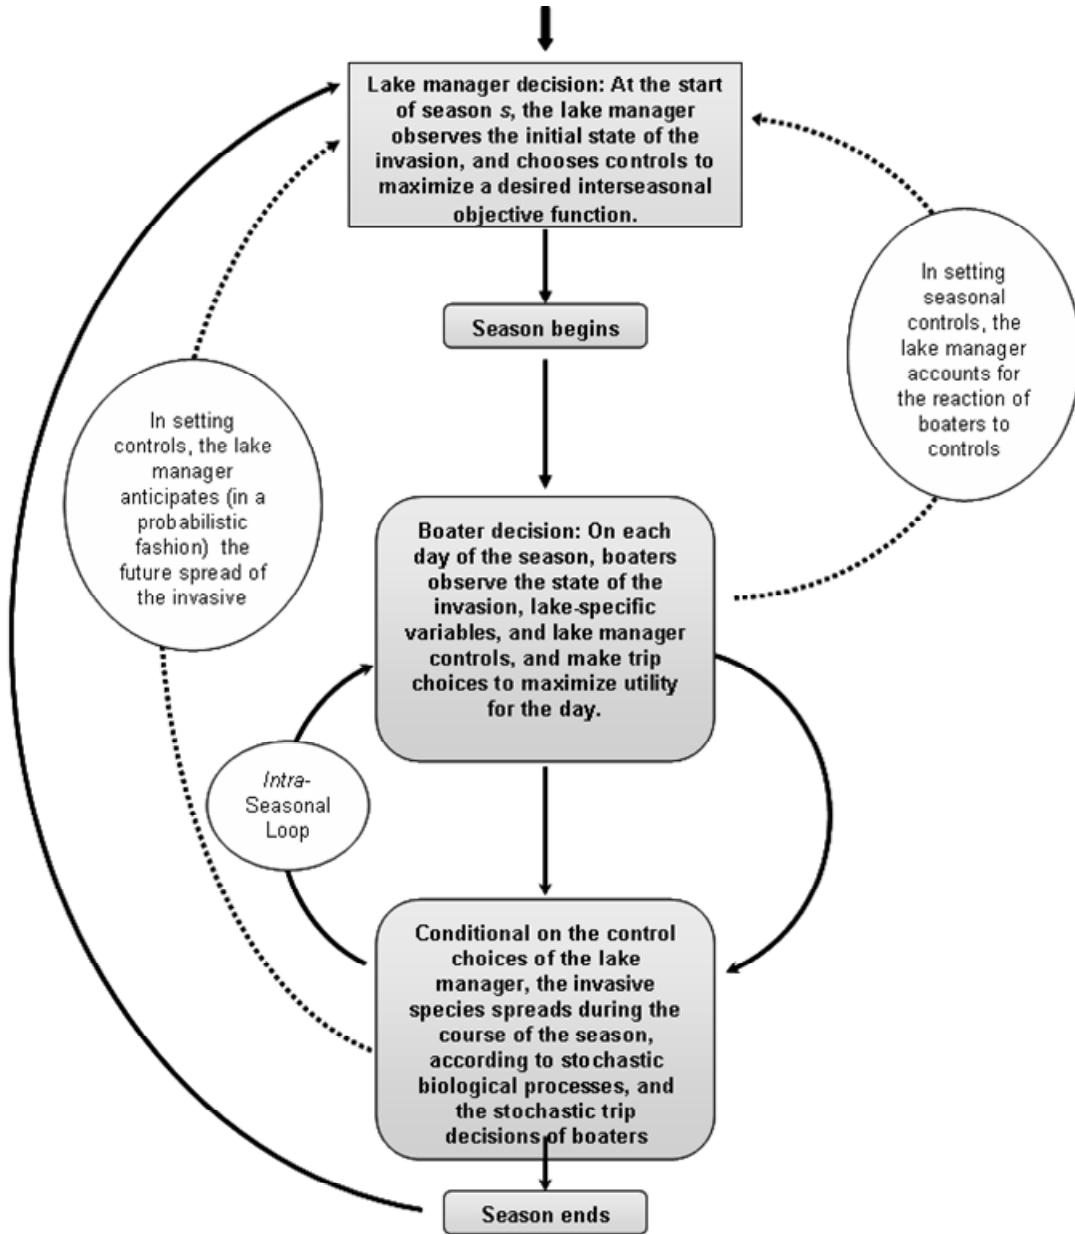 Lake manager decision: At the start
of season s, the lake manager
observes the initial state of the
invasion, and chooses controls to
maximize a desired interseasonal
objective function.
Season begins
In setting
seasonal
controls, the
lake manager
accounts for
the reaction of
boaters to
controls
In setting
controls, the lake
manager
anticipates (in a
probabilistic
fashion) the
future spread of
the invasive
Boater decision: On each
day of the season, boaters
observe the state of the
invasion, lake-specific
variables, and lake manager
controls, and make trip
choices to maximize utility
for the day.
Intra-
Seasonal
Loop
Conditional on the control
choices of the lake
manager, the invasive
species spreads during the
course of the season,
according to stochastic
biological processes, and
the stochastic trip
decisions of boaters
Season ends